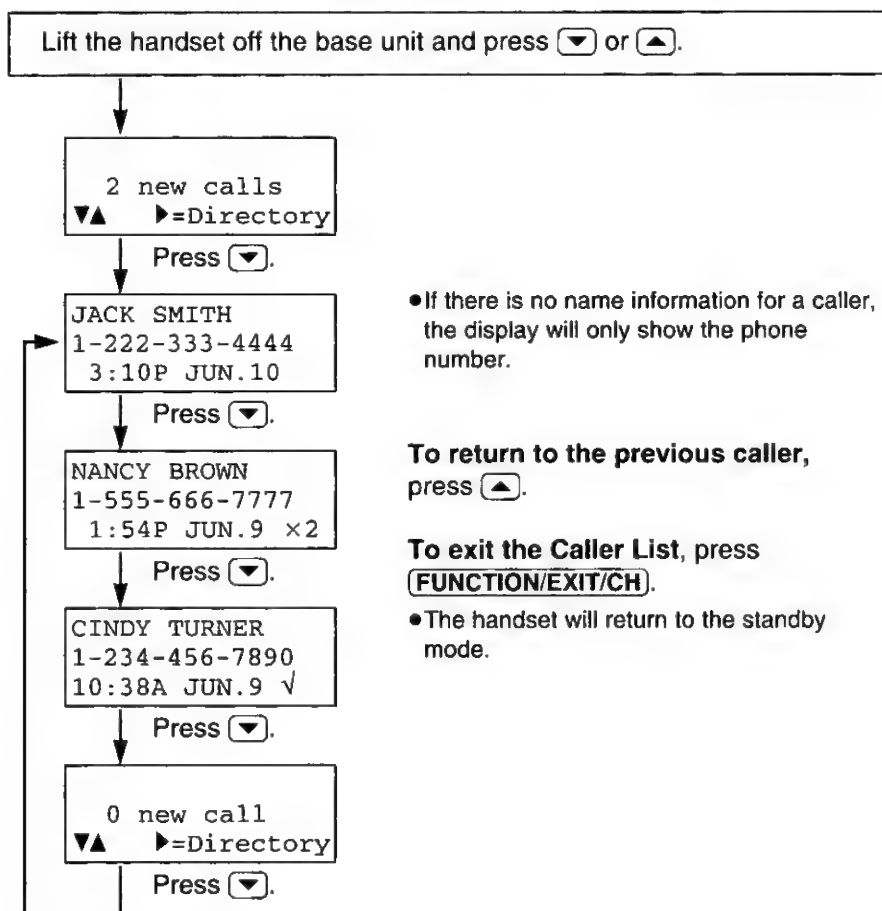 Lift the handset off the base unit and press ▼ or ▲.
2 new calls
▼▲ ▶=Directory
Press ▼.
JACK SMITH
1-222-333-4444
3:10P JUN.10
Press ▼.
NANCY BROWN
1-555-666-7777
1:54P JUN.9 ×2
Press ▼.
CINDY TURNER
1-234-456-7890
10:38A JUN.9 √
Press ▼.
0 new call
▼▲ ▶=Directory
Press ▼.
●If there is no name information for a caller,
the display will only show the phone
number.
To return to the previous caller,
press ▲.
To exit the Caller List, press
FUNCTION/EXIT/CH.
●The handset will return to the standby
mode.